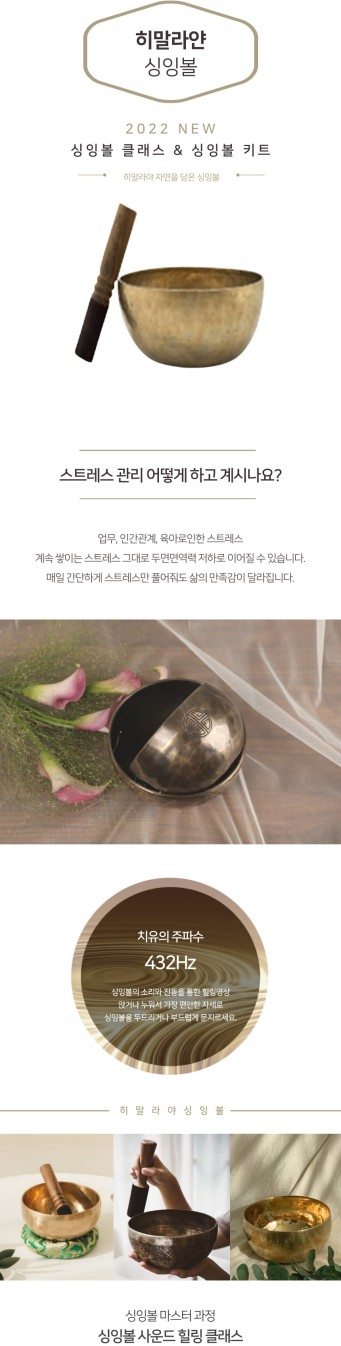 히말라얀
싱잉볼
2022 NEW
싱잉볼 클래스 & 싱잉볼 키트
히말라야 자연을 담은 싱잉볼
스트레스 관리 어떻게 하고 계시나요?
업무, 인간관계, 육아로인한 스트레스
계속 쌓이는 스트레스 그대로 두면면역력 저하로 이어질 수 있습니다.
매일 간단하게 스트레스만 풀어줘도 삶의 만족감이 달라집니다.
치유의 주파수
432Hz
싱잉볼의 소리와 진동을 통한 힐링명상
앉거나 누워서 가장 편안한 자세로
싱잉볼을 두드리거나 부드럽게 문지르세요.
히말라야싱잉볼
싱잉볼 마스터 과정
싱잉볼 사운드 힐링 클래스